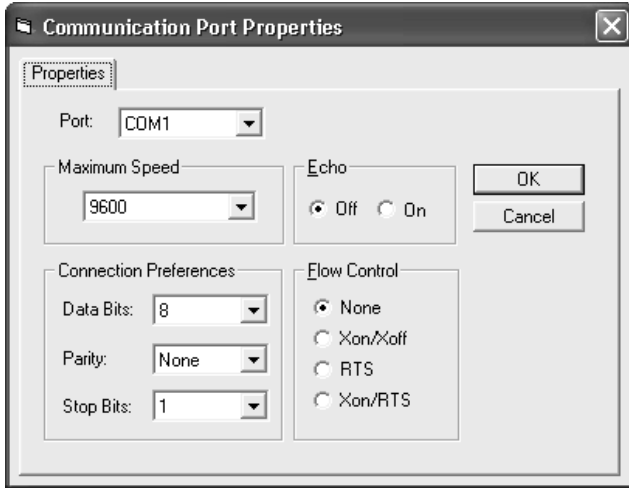 Communication Port Properties
Properties
Port: COM1
Maximum Speed
9600
Echo
Off On
OK
Cancel
Connection Preferences
Data Bits: 8
Parity: None
Stop Bits: 1
Flow Control
None
Xon/Xoff
RTS
Xon/RTS